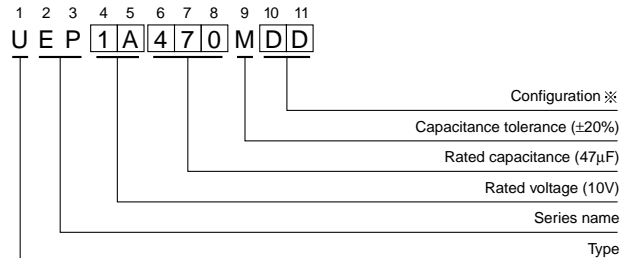 1 2 3 4 5 6 7 8 9 10 11
U E P 1 A 4 7 0 M D D
Configuration ※
Capacitance tolerance (±20%)
Rated capacitance (47µF)
Rated voltage (10V)
Series name
Type